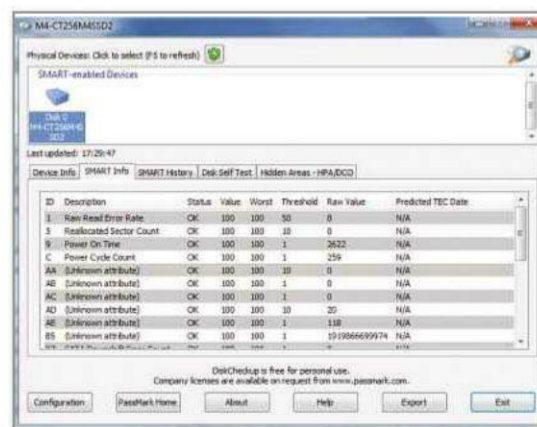 M4-CT256M4SSD2
Physical Devices: Click to select (F5 to refresh)
SMART-enabled Devices
Disk 0
M4-CT256M4S
SD2
Last updated: 17:29:47
Device Info SMART Info SMART History Disk Self Test Hidden Areas - HPA/DCO
ID Description Status Value Worst Threshold Raw Value Predicted TEC Date
1 Raw Read Error Rate OK 100 100 50 0 N/A
5 Reallocated Sector Count OK 100 100 10 0 N/A
9 Power On Time OK 100 100 1 2622 N/A
C Power Cycle Count OK 100 100 1 259 N/A
AA (Unknown attribute) OK 100 100 10 0 N/A
AB (Unknown attribute) OK 100 100 1 0 N/A
AC (Unknown attribute) OK 100 100 1 0 N/A
AD (Unknown attribute) OK 100 100 10 20 N/A
AE (Unknown attribute) OK 100 100 1 118 N/A
B5 (Unknown attribute) OK 100 100 1 1919866699974 N/A
DiskCheckup is free for personal use.
Company licenses are available on request from www.passmark.com.
Configuration PassMark Home About Help Export Exit